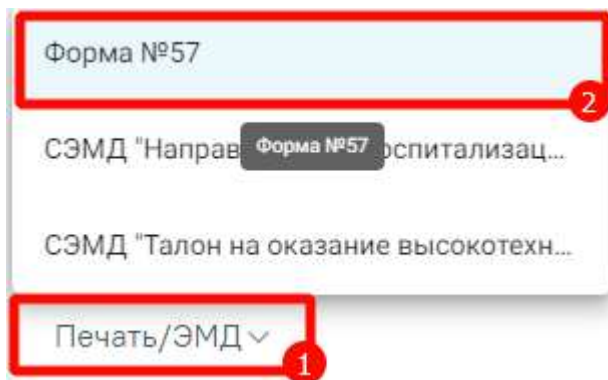 Форма №57
2
СЭМД "Направ
Форма №57
оспитализац...
СЭМД "Талон на оказание высокотехн...
Печать/ЭМД
1